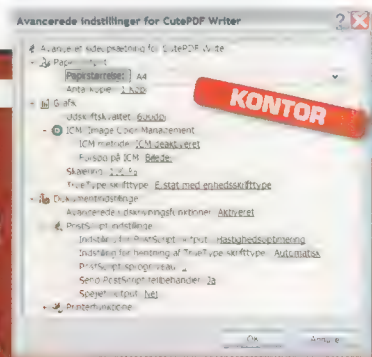 Avancerede indstillinger for CutePDF Writer
Avanceret sideopsætning for CutePDF Writer
Papir/output
Papirstørrelse: A4
Antal kopier: 1 Kopi
KONTOR
Grafik
Udskriftskvalitet: 600dpi
ICM (Image Color Management
ICM metode: ICM deaktiveret
Forsøg på ICM: Billeder
Skalering:
TrueType-skrifttype: Erstat med enhedsskrifttype
Dokumentindstillinger
Avancerede udskrivningsfunktioner: Aktiveret
PostScript-indstillinger
Indstilling for PostScript-output: Hastighedsoptimering
Indstilling for hentning af TrueType-skrifttype: Automatisk
PostScript-sprogniveau:
Send PostScript-fejlbehandler: Ja
Spejlet output: Nej
Printerfunktioner
OK
Annuller